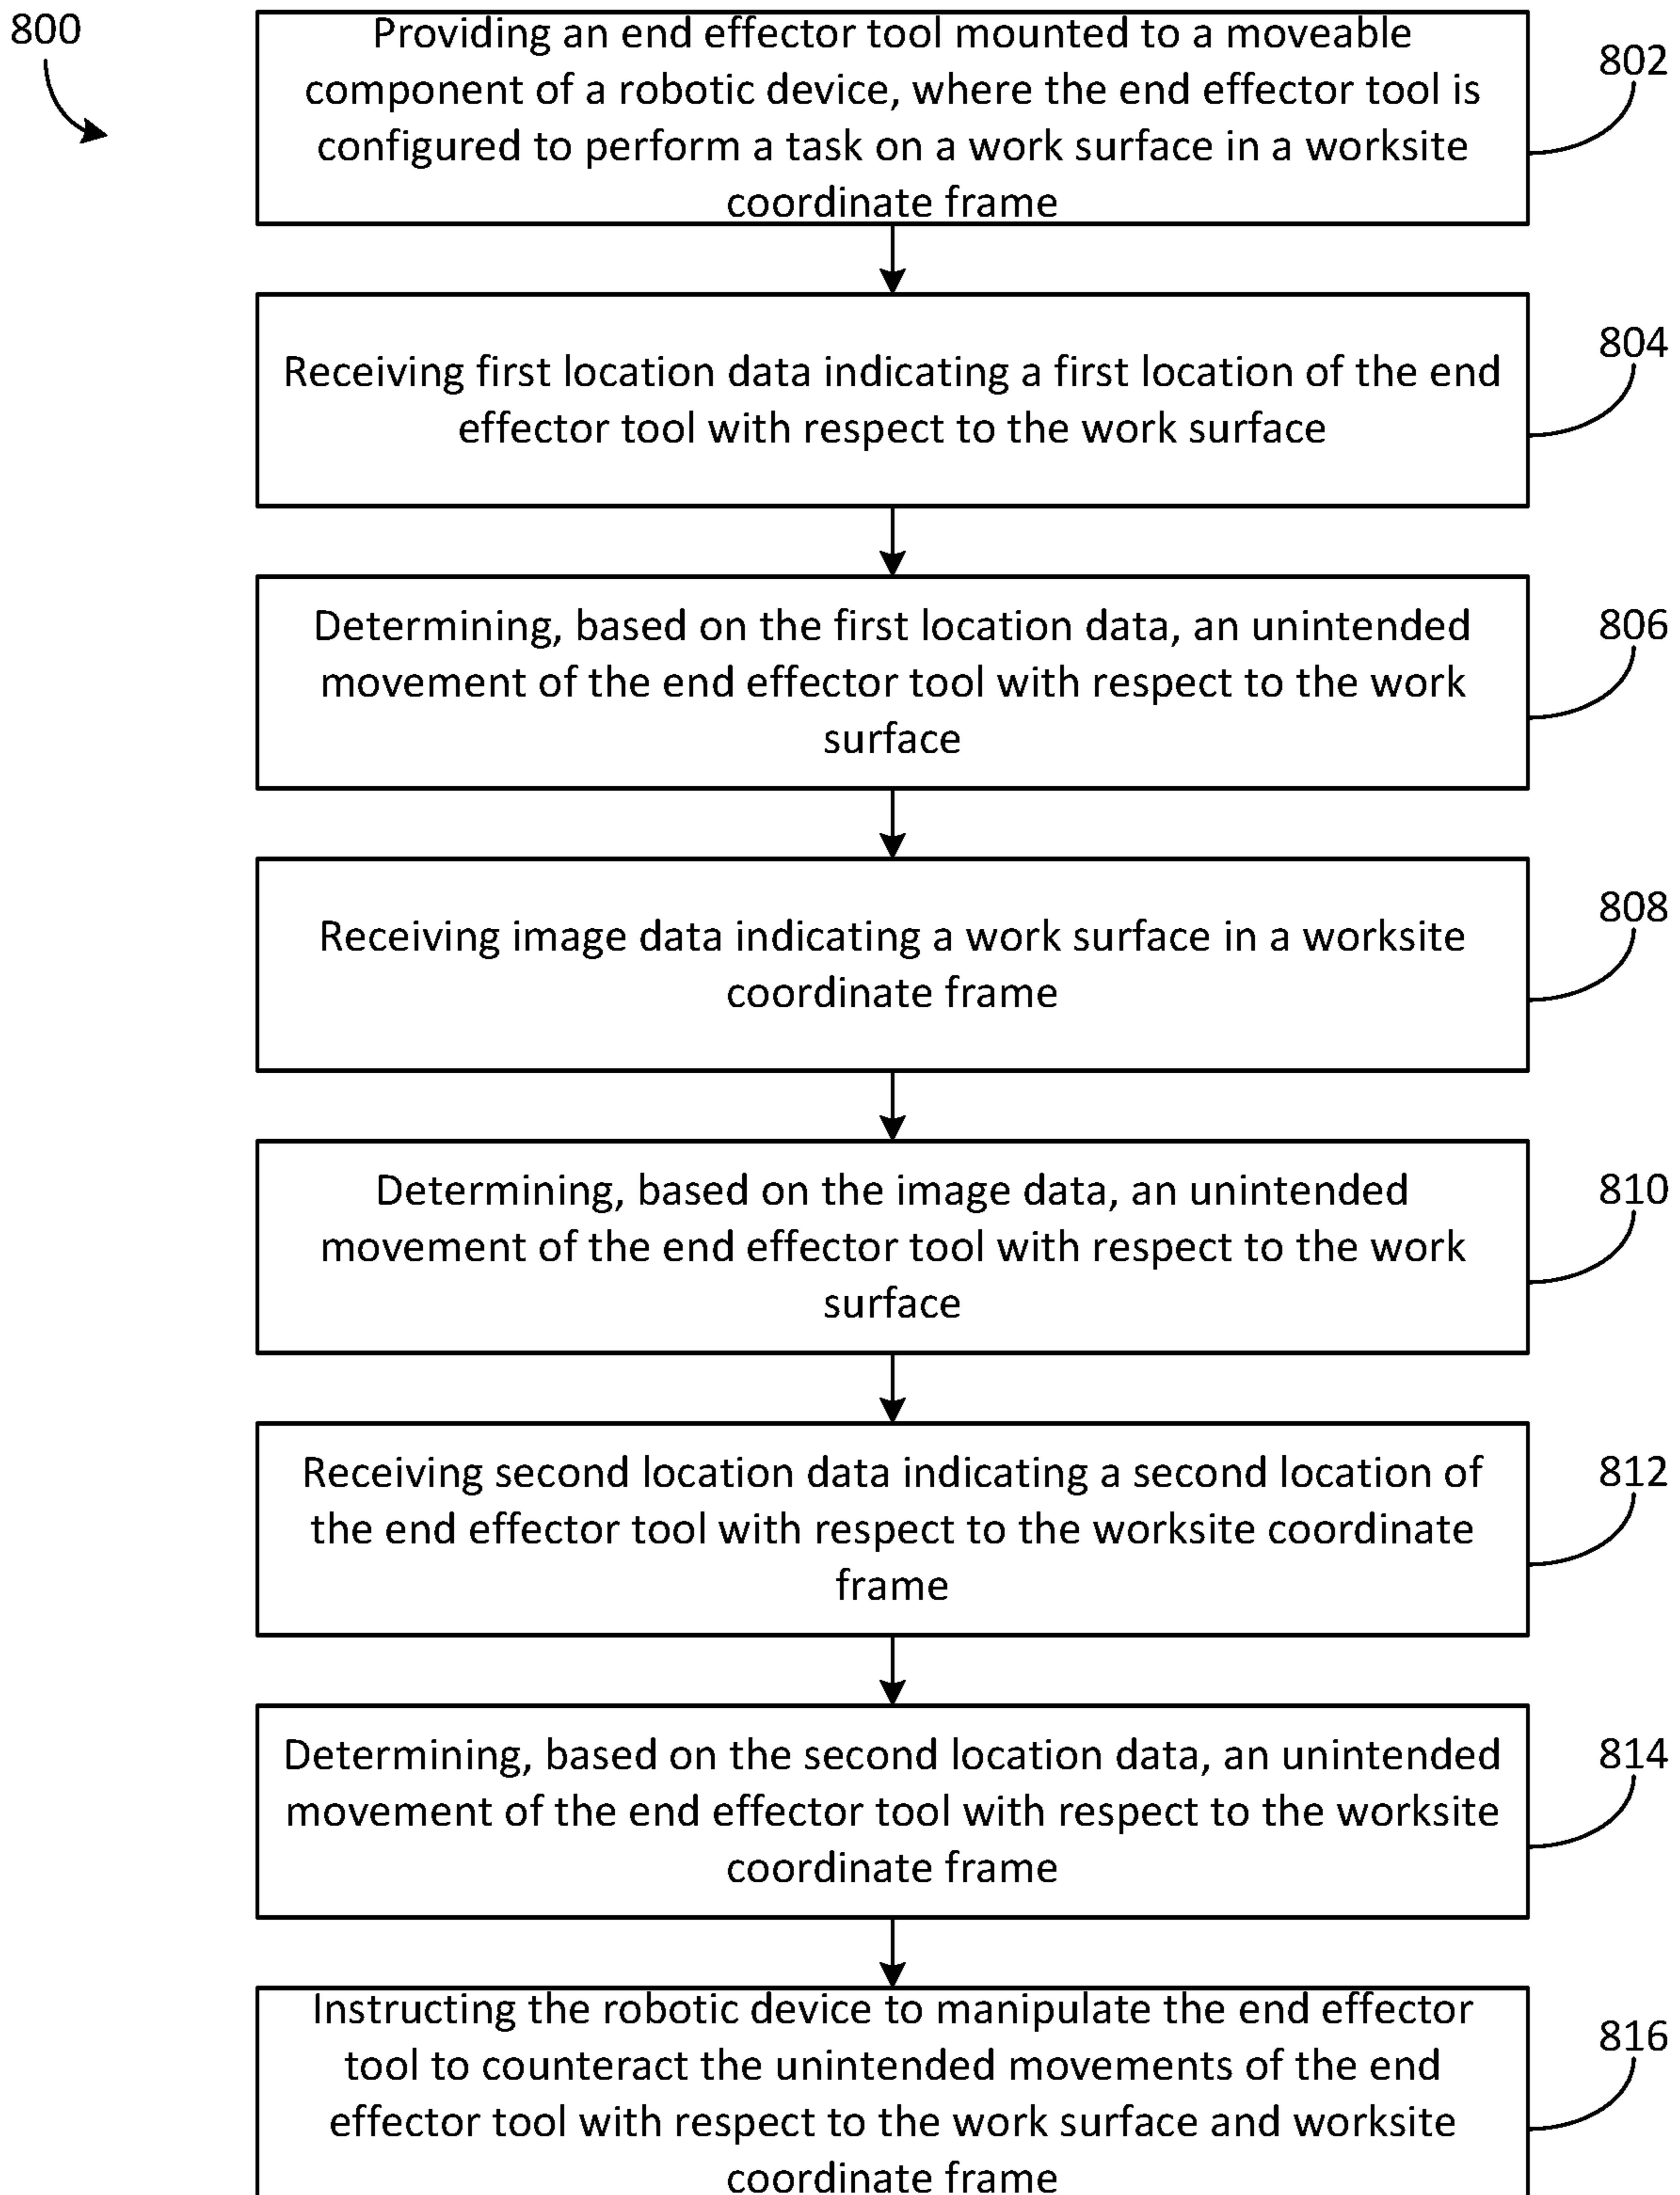 800
Providing an end effector tool mounted to a moveable
component of a robotic device, where the end effector tool is
configured to perform a task on a work surface in a worksite
coordinate frame
802
Receiving first location data indicating a first location of the end
effector tool with respect to the work surface
804
Determining, based on the first location data, an unintended
movement of the end effector tool with respect to the work
surface
806
Receiving image data indicating a work surface in a worksite
coordinate frame
808
Determining, based on the image data, an unintended
movement of the end effector tool with respect to the work
surface
810
Receiving second location data indicating a second location of
the end effector tool with respect to the worksite coordinate
frame
812
Determining, based on the second location data, an unintended
movement of the end effector tool with respect to the worksite
coordinate frame
814
Instructing the robotic device to manipulate the end effector
tool to counteract the unintended movements of the end
effector tool with respect to the work surface and worksite
coordinate frame
816